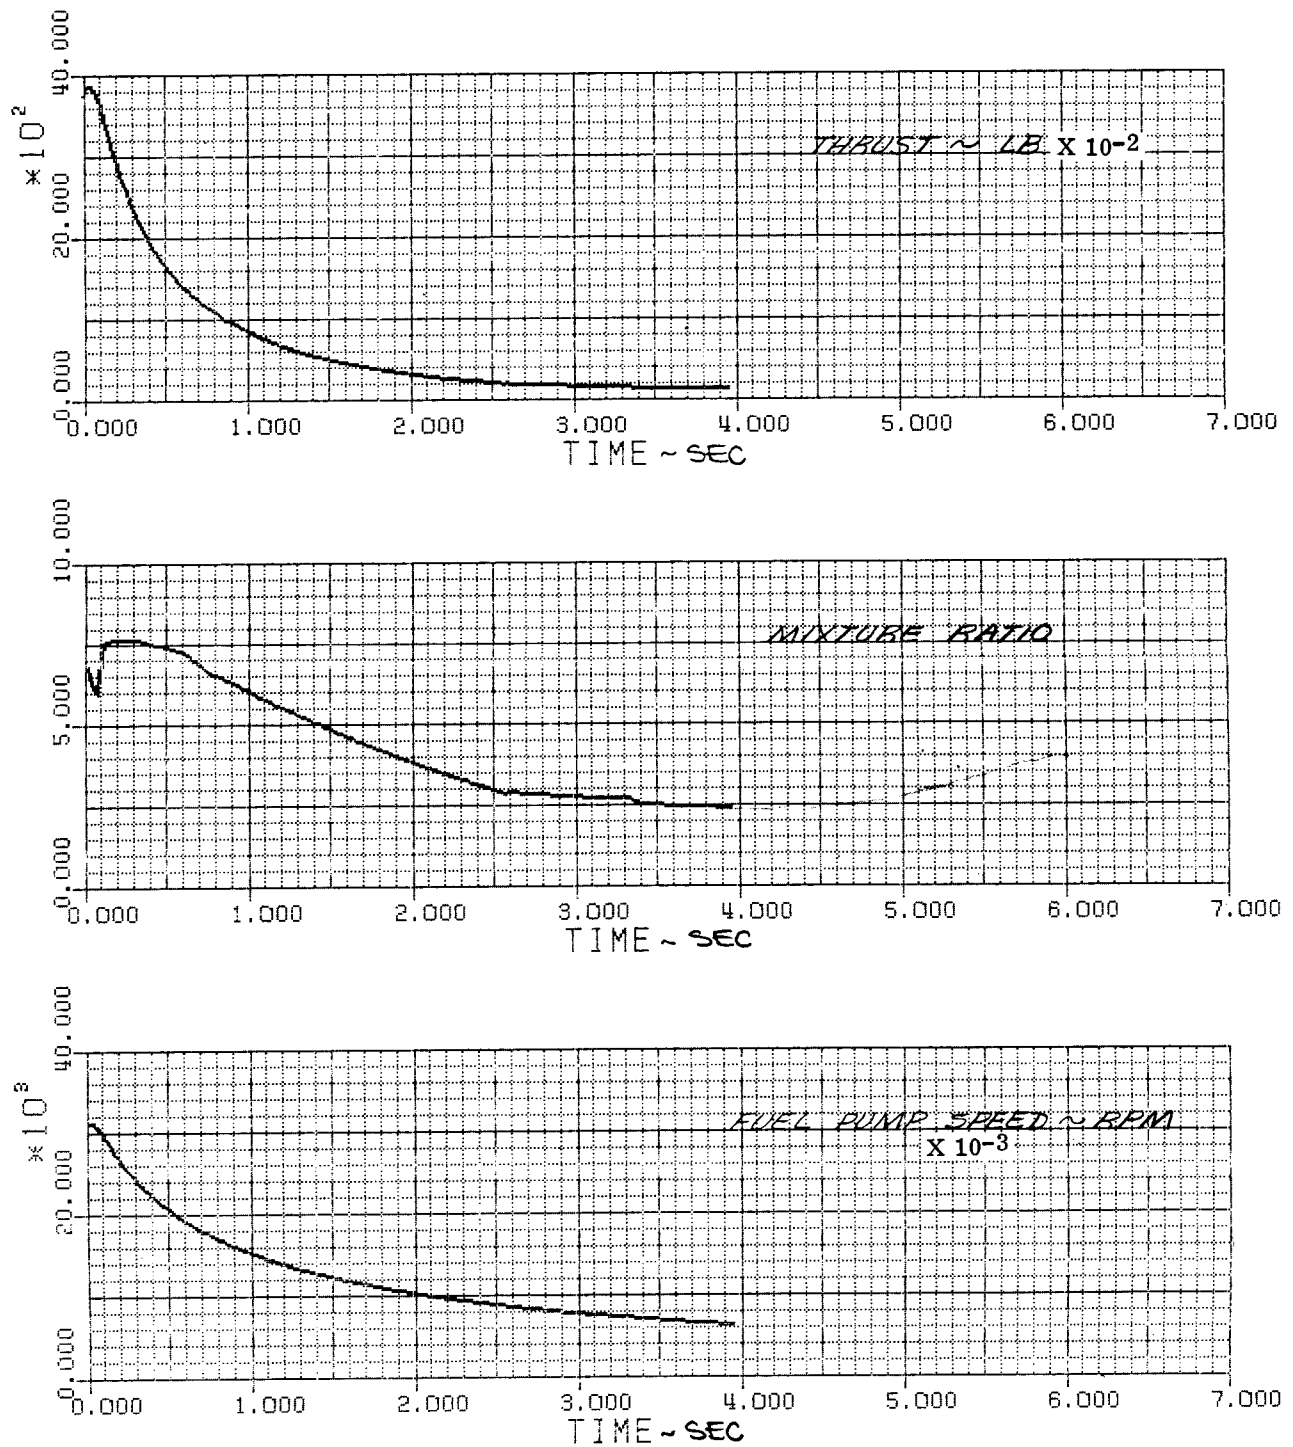 40.000
*10²
THRUST ~ LB X 10-2
20.000
0.000
0.000 1.000 2.000 3.000 4.000 5.000 6.000 7.000
TIME ~ SEC
10.000
MIXTURE RATIO
5.000
0.000
0.000 1.000 2.000 3.000 4.000 5.000 6.000 7.000
TIME ~ SEC
40.000
*10³
FUEL PUMP SPEED ~ RPM
X 10-3
20.000
0.000
0.000 1.000 2.000 3.000 4.000 5.000 6.000 7.000
TIME ~ SEC